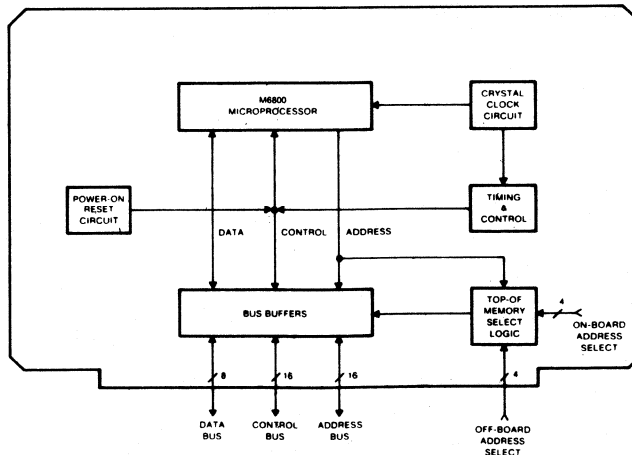 M6800
MICROPROCESSOR
CRYSTAL
CLOCK
CIRCUIT
POWER-ON
RESET
CIRCUIT
TIMING
&
CONTROL
DATA
CONTROL
ADDRESS
BUS BUFFERS
TOP-OF
MEMORY
SELECT
LOGIC
4
ON-BOARD
ADDRESS
SELECT
8
16
16
4
DATA
BUS
CONTROL
BUS
ADDRESS
BUS
OFF-BOARD
ADDRESS
SELECT